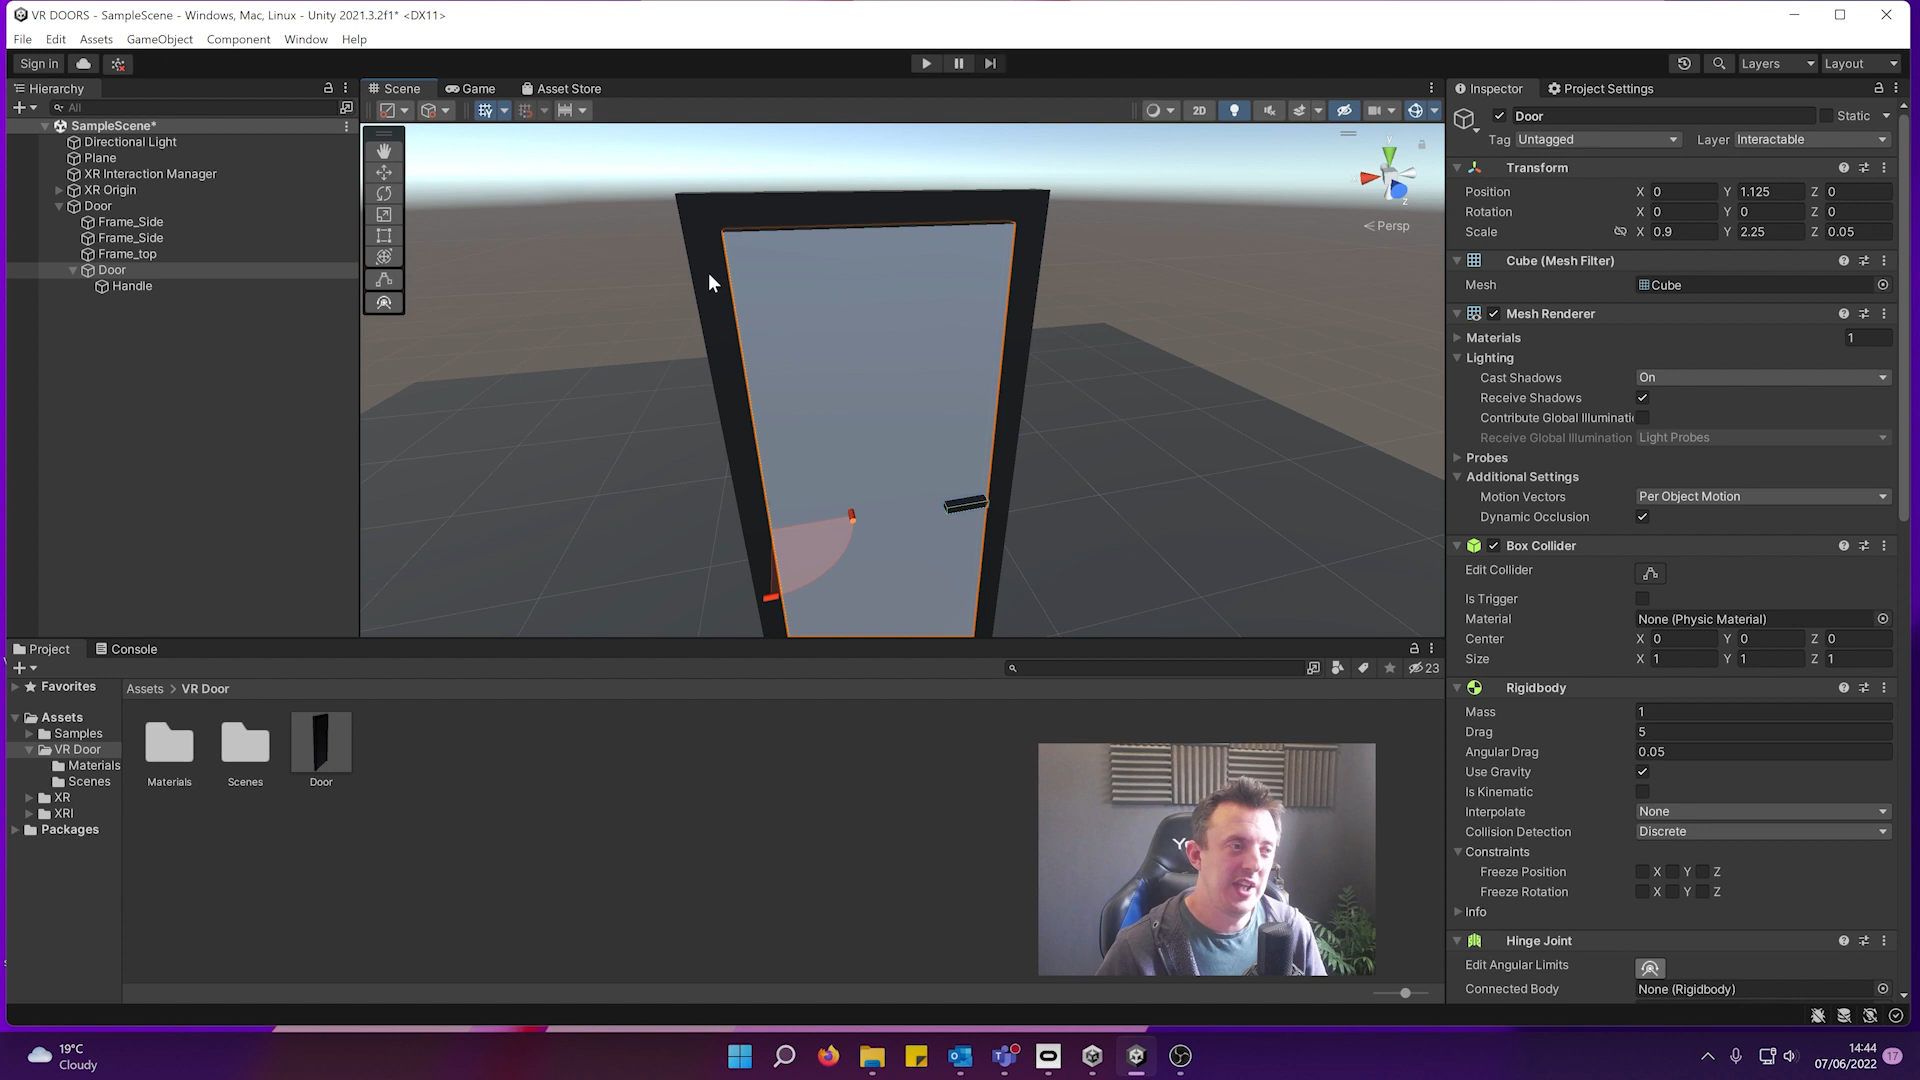 VR DOORS - SampleScene - Windows, Mac, Linux - Unity 2021.3.2f1* <DX11>
File Edit Assets GameObject Component Window Help
Sign in
Layers
Layout
Hierarchy
All
SampleScene*
Directional Light
Plane
XR Interaction Manager
XR Origin
Door
Frame_Side
Frame_Side
Frame_top
Door
Handle
Scene Game Asset Store
2D
y
z
Persp
Inspector Project Settings
Door Static
Tag Untagged Layer Interactable
Transform
Position X 0 Y 1.125 Z 0
Rotation X 0 Y 0 Z 0
Scale X 0.9 Y 2.25 Z 0.05
Cube (Mesh Filter)
Mesh Cube
Mesh Renderer
Materials 1
Lighting
Cast Shadows On
Receive Shadows
Contribute Global Illuminati
Receive Global Illumination Light Probes
Probes
Additional Settings
Motion Vectors Per Object Motion
Dynamic Occlusion
Box Collider
Edit Collider
Is Trigger
Material None (Physic Material)
Center X 0 Y 0 Z 0
Size X 1 Y 1 Z 1
Rigidbody
Mass 1
Drag 5
Angular Drag 0.05
Use Gravity
Is Kinematic
Interpolate None
Collision Detection Discrete
Constraints
Freeze Position X Y Z
Freeze Rotation X Y Z
Info
Hinge Joint
Edit Angular Limits
Connected Body None (Rigidbody)
Project Console
23
Favorites
Assets
Samples
VR Door
Materials
Scenes
XR
XRI
Packages
Assets > VR Door
Materials Scenes Door
19°C
Cloudy
14:44
07/06/2022
17